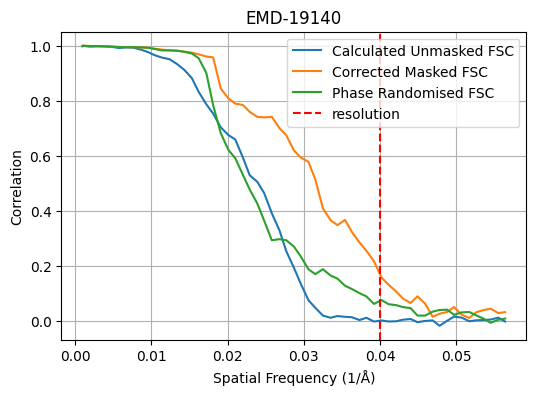 EMD-19140
Calculated Unmasked FSC
Corrected Masked FSC
Phase Randomised FSC
resolution
Correlation
1.0
0.8
0.6
0.4
0.2
0.0
0.00 0.01 0.02 0.03 0.04 0.05
Spatial Frequency (1/Å)